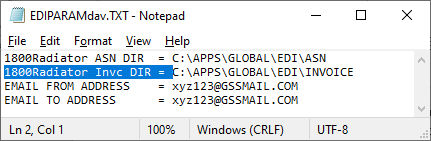 EDIPARAMdav.TXT - Notepad
File Edit Format View Help
1800Radiator ASN DIR  = C:\APPS\GLOBAL\EDI\ASN
1800Radiator Invc DIR = C:\APPS\GLOBAL\EDI\INVOICE
EMAIL FROM ADDRESS    = xyz123@GSSMAIL.COM
EMAIL TO ADDRESS      = xyz123@GSSMAIL.COM
Ln 2, Col 1 100% Windows (CRLF) UTF-8